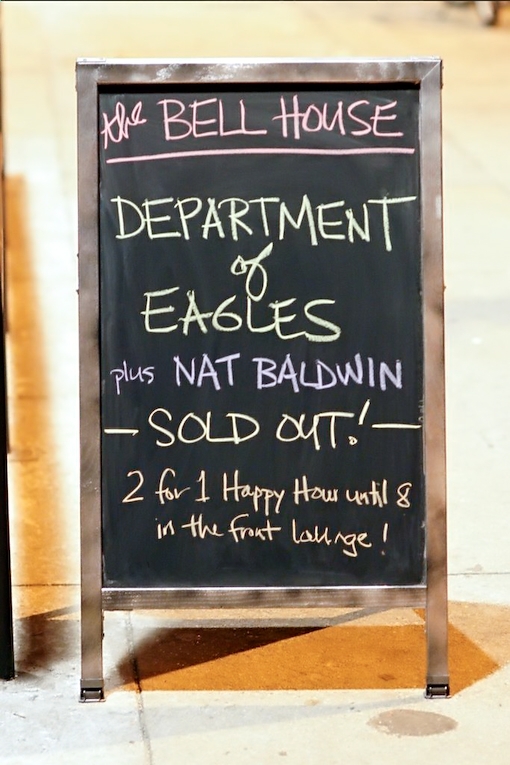 the BELL HOUSE
DEPARTMENT
of
EAGLES
plus NAT BALDWIN
— SOLD OUT! —
2 for 1 Happy Hour until 8
in the front lounge!